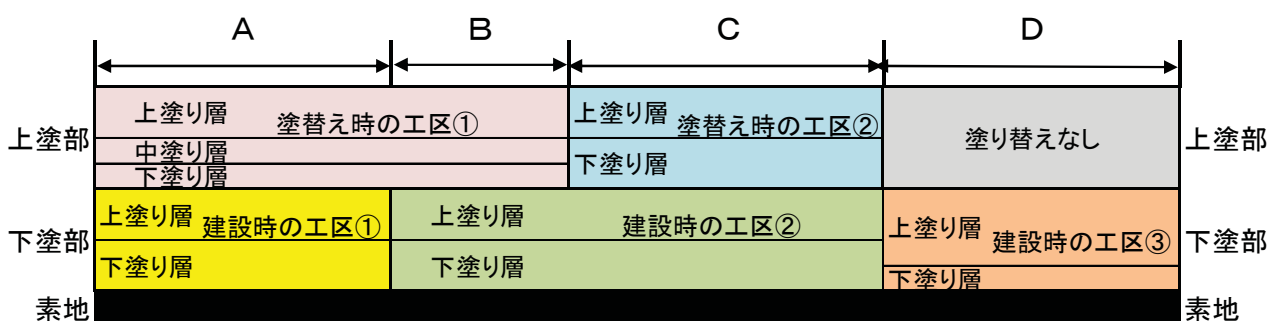 A B C D
上塗部
上塗り層 塗替え時の工区①
中塗り層
下塗り層
上塗り層 塗替え時の工区②
下塗り層
塗り替えなし
上塗部
下塗部
上塗り層 建設時の工区①
下塗り層
上塗り層 建設時の工区②
下塗り層
上塗り層 建設時の工区③
下塗り層
下塗部
素地 素地